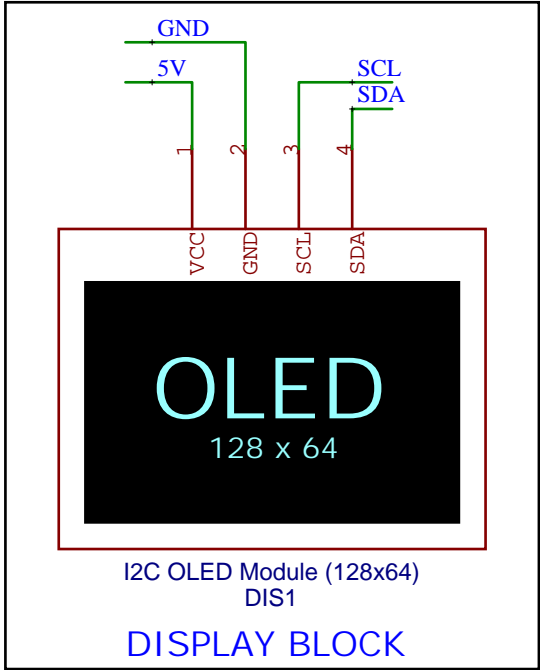 GND
5V
SCL
SDA
1 2 3 4
VCC GND SCL SDA
OLED
128 x 64
I2C OLED Module (128x64)
DIS1
DISPLAY BLOCK